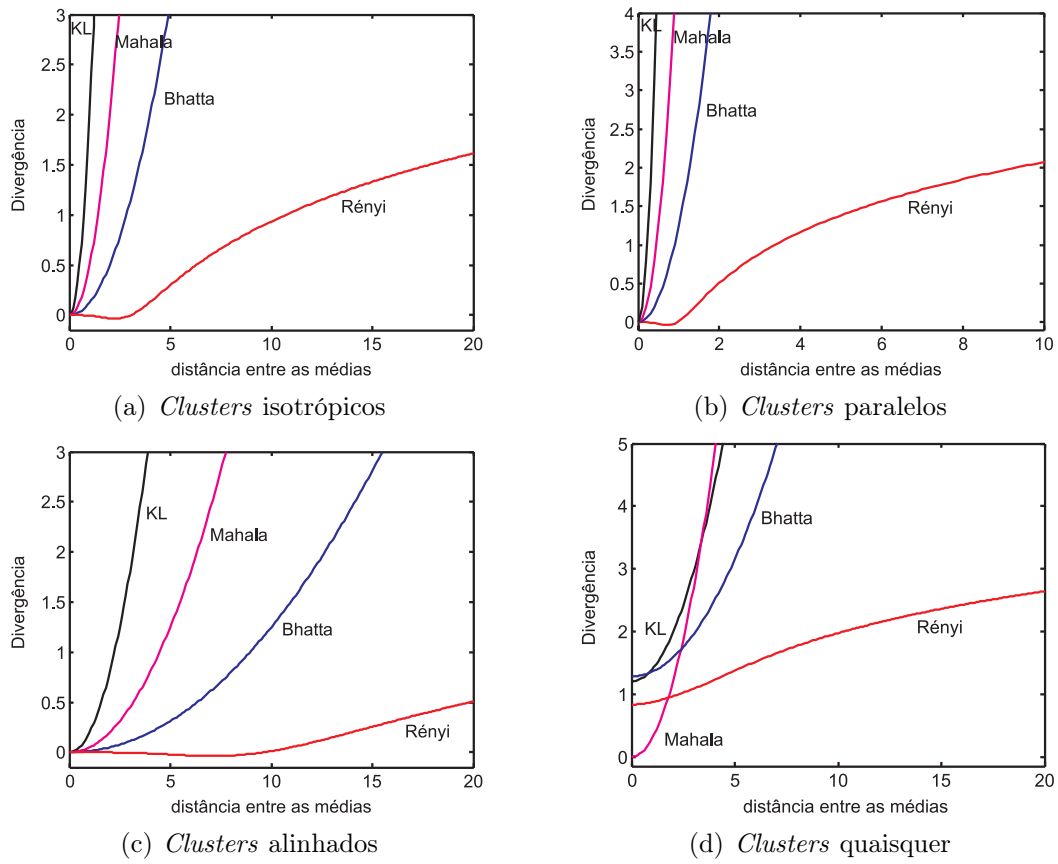 3
2.5
2
1.5
1
0.5
0
Divergência
KL
Mahala
Bhatta
Rényi
0 5 10 15 20
distância entre as médias
(a) Clusters isotrópicos
4
3.5
3
2.5
2
1.5
1
0.5
0
Divergência
KL
Mahala
Bhatta
Rényi
0 2 4 6 8 10
distância entre as médias
(b) Clusters paralelos
3
2.5
2
1.5
1
0.5
0
Divergência
KL
Mahala
Bhatta
Rényi
0 5 10 15 20
distância entre as médias
(c) Clusters alinhados
5
4
3
2
1
0
Divergência
Bhatta
KL
Rényi
Mahala
0 5 10 15 20
distância entre as médias
(d) Clusters quaisquer